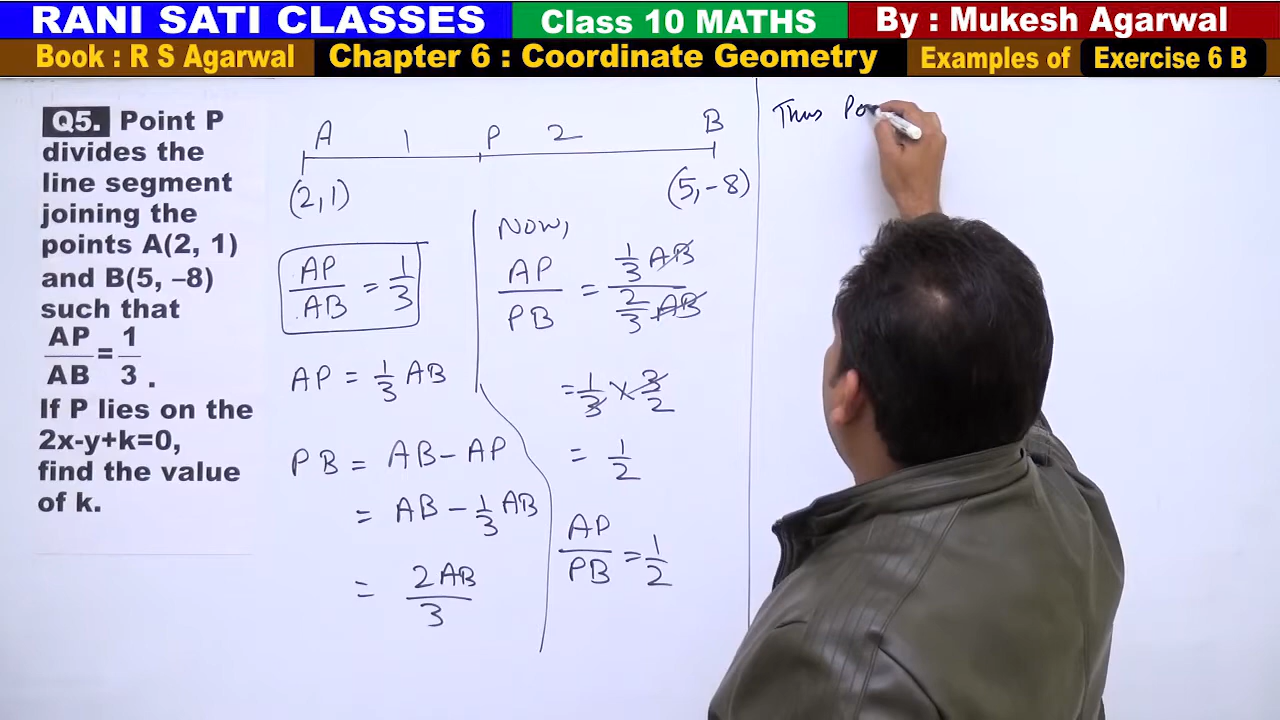 RANI SATI CLASSES
Class 10 MATHS
By : Mukesh Agarwal
Book : R S Agarwal
Chapter 6 : Coordinate Geometry
Examples of Exercise 6 B
Q5. Point P
divides the
line segment
joining the
points A(2, 1)
and B(5, –8)
such that
AP/AB = 1/3 .
If P lies on the
2x-y+k=0,
find the value
of k.
A 1 P 2 B
(2,1) (5,-8)
AP/AB = 1/3
AP = 1/3 AB
PB = AB - AP
= AB - 1/3 AB
= 2AB/3
Now,
AP/PB = 1/3 AB / 2/3 AB
= 1/3 × 3/2
= 1/2
AP/PB = 1/2
Thus Po